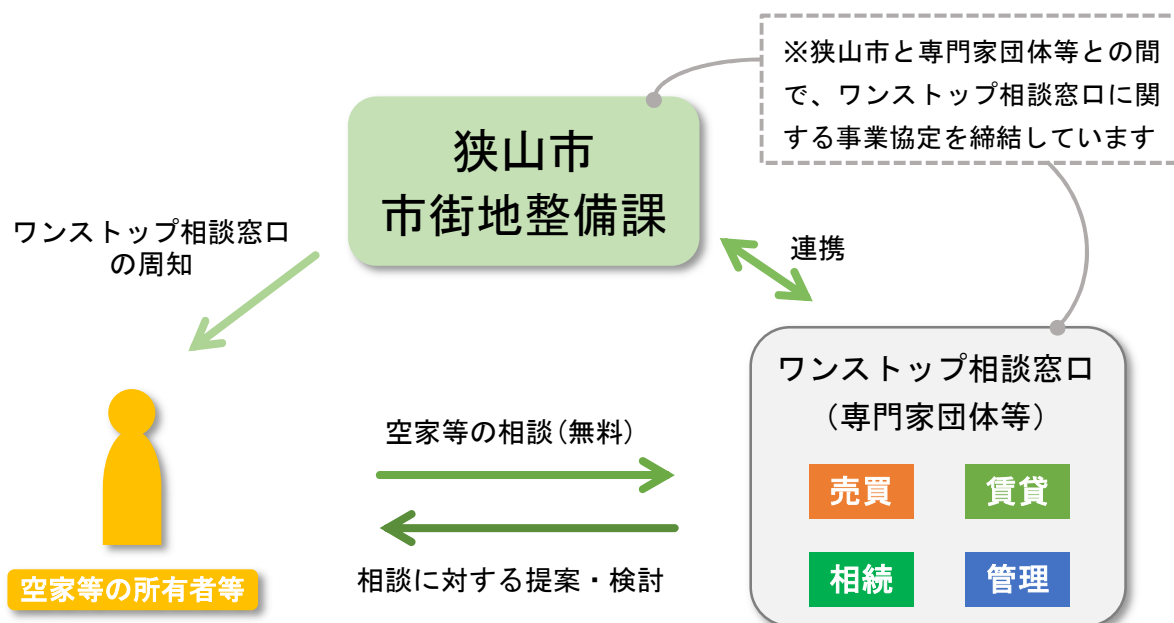 ※狭山市と専門家団体等との間
で、ワンストップ相談窓口に関
する事業協定を締結しています
狭山市
市街地整備課
ワンストップ相談窓口
の周知
連携
ワンストップ相談窓口
（専門家団体等）
空家等の相談(無料)
売買
賃貸
相談に対する提案・検討
相続
管理
空家等の所有者等